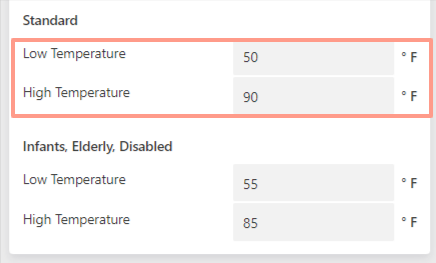 Standard
Low Temperature 50 ° F
High Temperature 90 ° F
Infants, Elderly, Disabled
Low Temperature 55 ° F
High Temperature 85 ° F